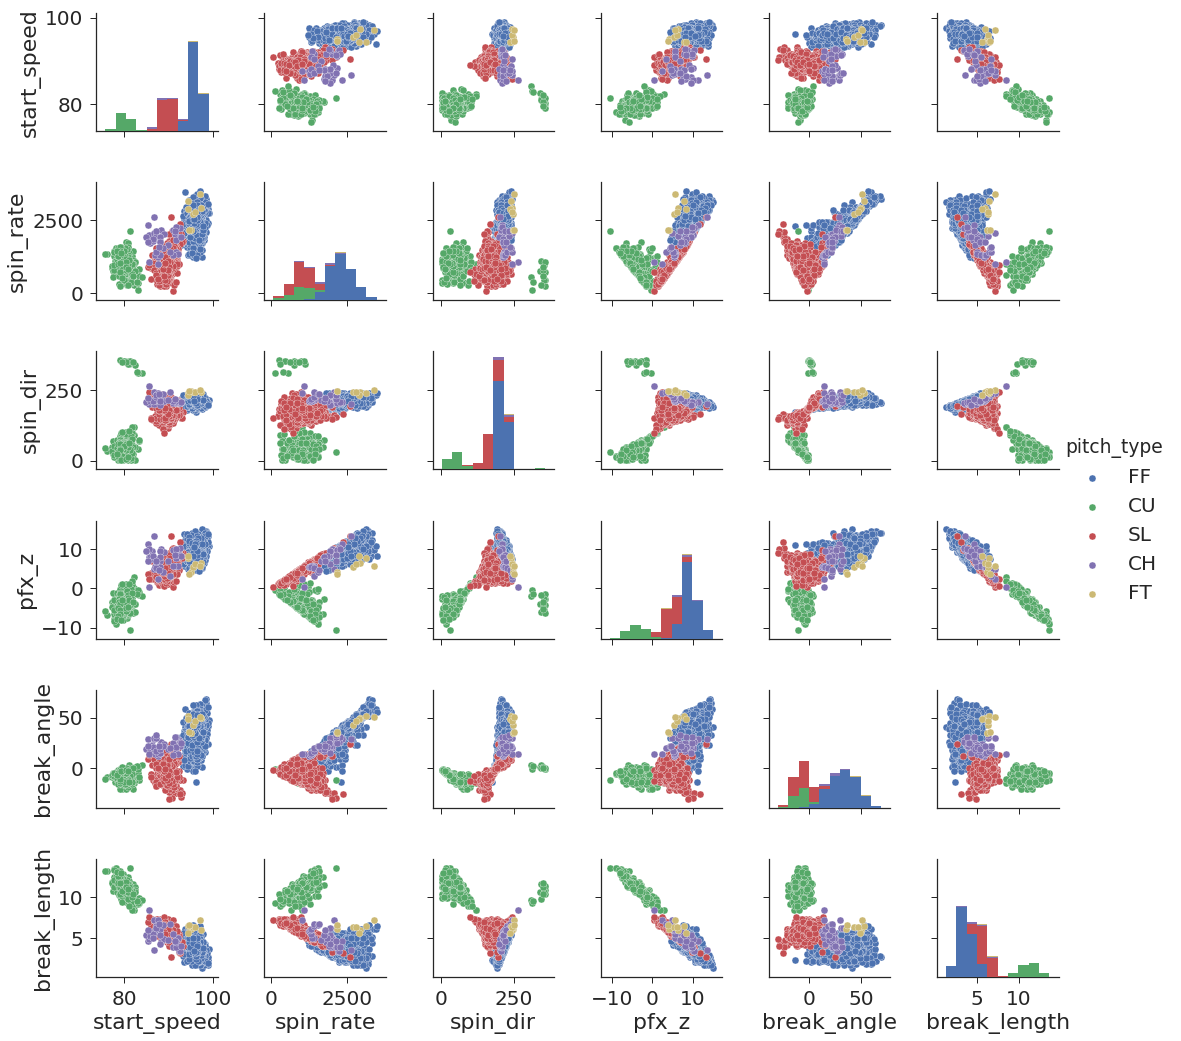 100
80
start_speed
2500
0
spin_rate
250
0
spin_dir
10
0
−10
pfx_z
50
0
break_angle
10
5
break_length
80 100
0 2500
0 250
−10 0 10
0 50
5 10
start_speed
spin_rate
spin_dir
pfx_z
break_angle
break_length
pitch_type
FF
CU
SL
CH
FT